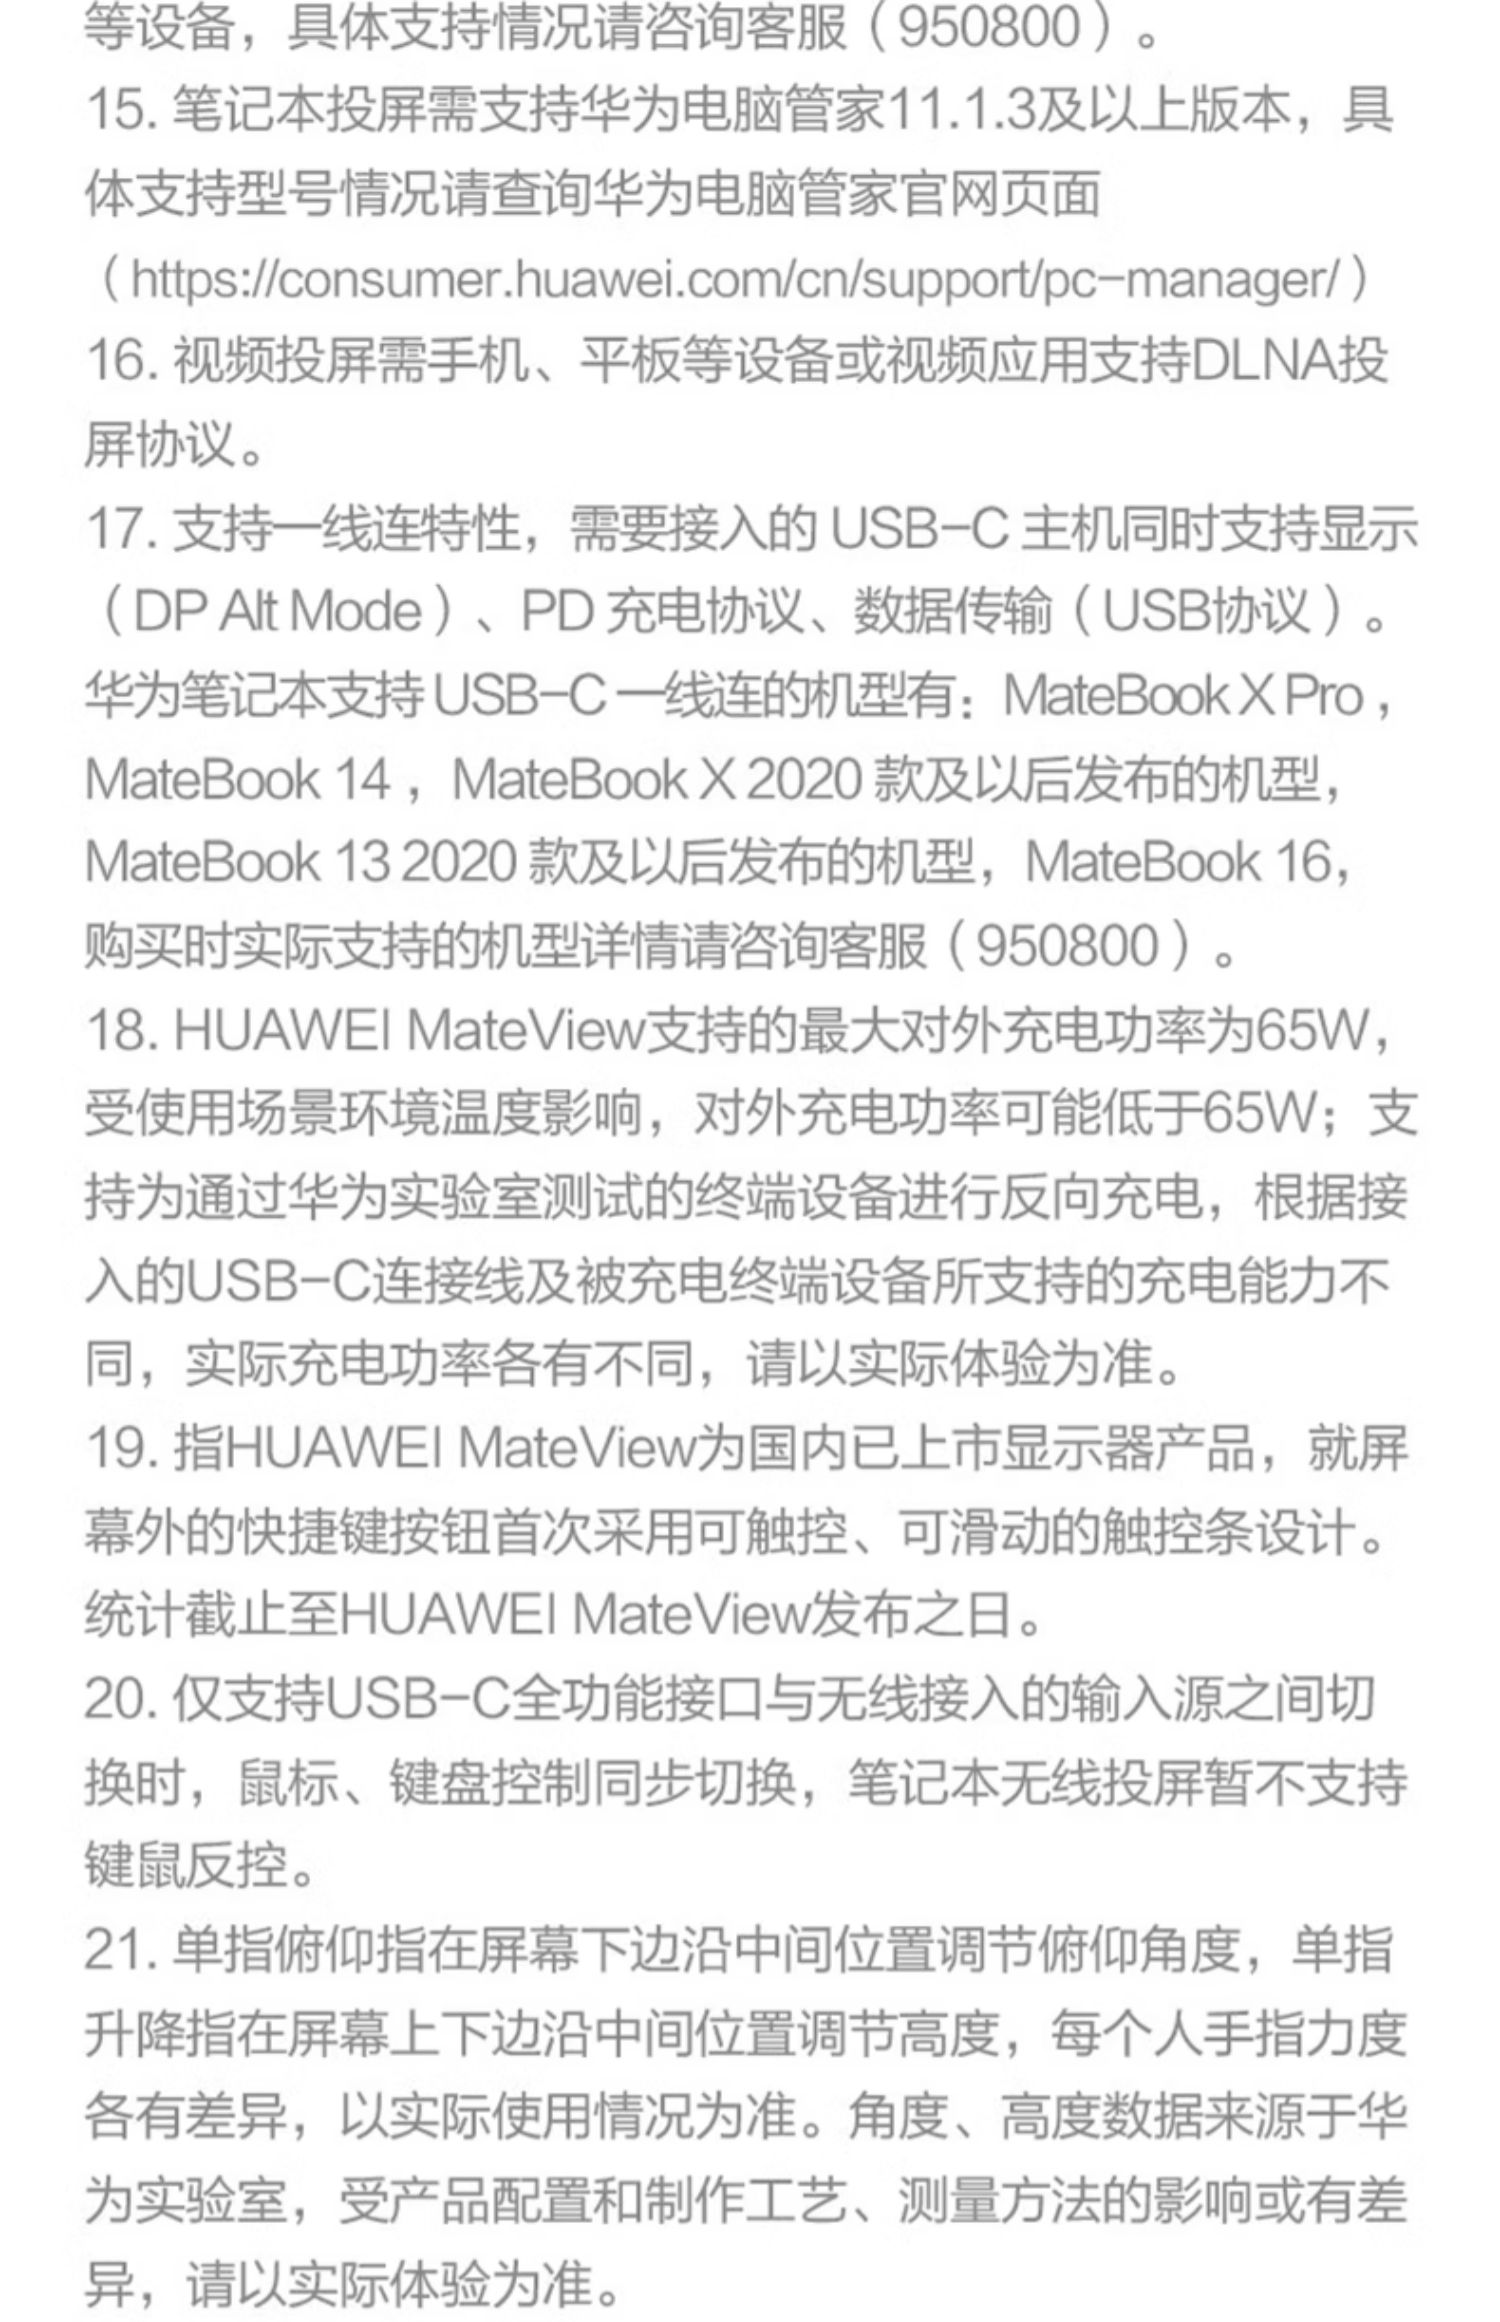 等设备，具体支持情况请咨询客服（950800）。
15. 笔记本投屏需支持华为电脑管家11.1.3及以上版本，具
体支持型号情况请查询华为电脑管家官网页面
（https://consumer.huawei.com/cn/support/pc-manager/）
16. 视频投屏需手机、平板等设备或视频应用支持DLNA投
屏协议。
17. 支持一线连特性，需要接入的 USB-C 主机同时支持显示
（DP Alt Mode）、PD 充电协议、数据传输（USB协议）。
华为笔记本支持 USB-C 一线连的机型有：MateBook X Pro，
MateBook 14，MateBook X 2020 款及以后发布的机型，
MateBook 13 2020 款及以后发布的机型，MateBook 16，
购买时实际支持的机型详情请咨询客服（950800）。
18. HUAWEI MateView支持的最大对外充电功率为65W，
受使用场景环境温度影响，对外充电功率可能低于65W；支
持为通过华为实验室测试的终端设备进行反向充电，根据接
入的USB-C连接线及被充电终端设备所支持的充电能力不
同，实际充电功率各有不同，请以实际体验为准。
19. 指HUAWEI MateView为国内已上市显示器产品，就屏
幕外的快捷键按钮首次采用可触控、可滑动的触控条设计。
统计截止至HUAWEI MateView发布之日。
20. 仅支持USB-C全功能接口与无线接入的输入源之间切
换时，鼠标、键盘控制同步切换，笔记本无线投屏暂不支持
键鼠反控。
21. 单指俯仰指在屏幕下边沿中间位置调节俯仰角度，单指
升降指在屏幕上下边沿中间位置调节高度，每个人手指力度
各有差异，以实际使用情况为准。角度、高度数据来源于华
为实验室，受产品配置和制作工艺、测量方法的影响或有差
异，请以实际体验为准。